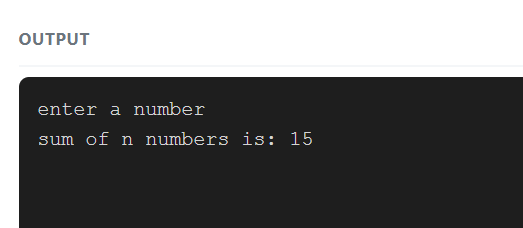 OUTPUT
enter a number
sum of n numbers is: 15